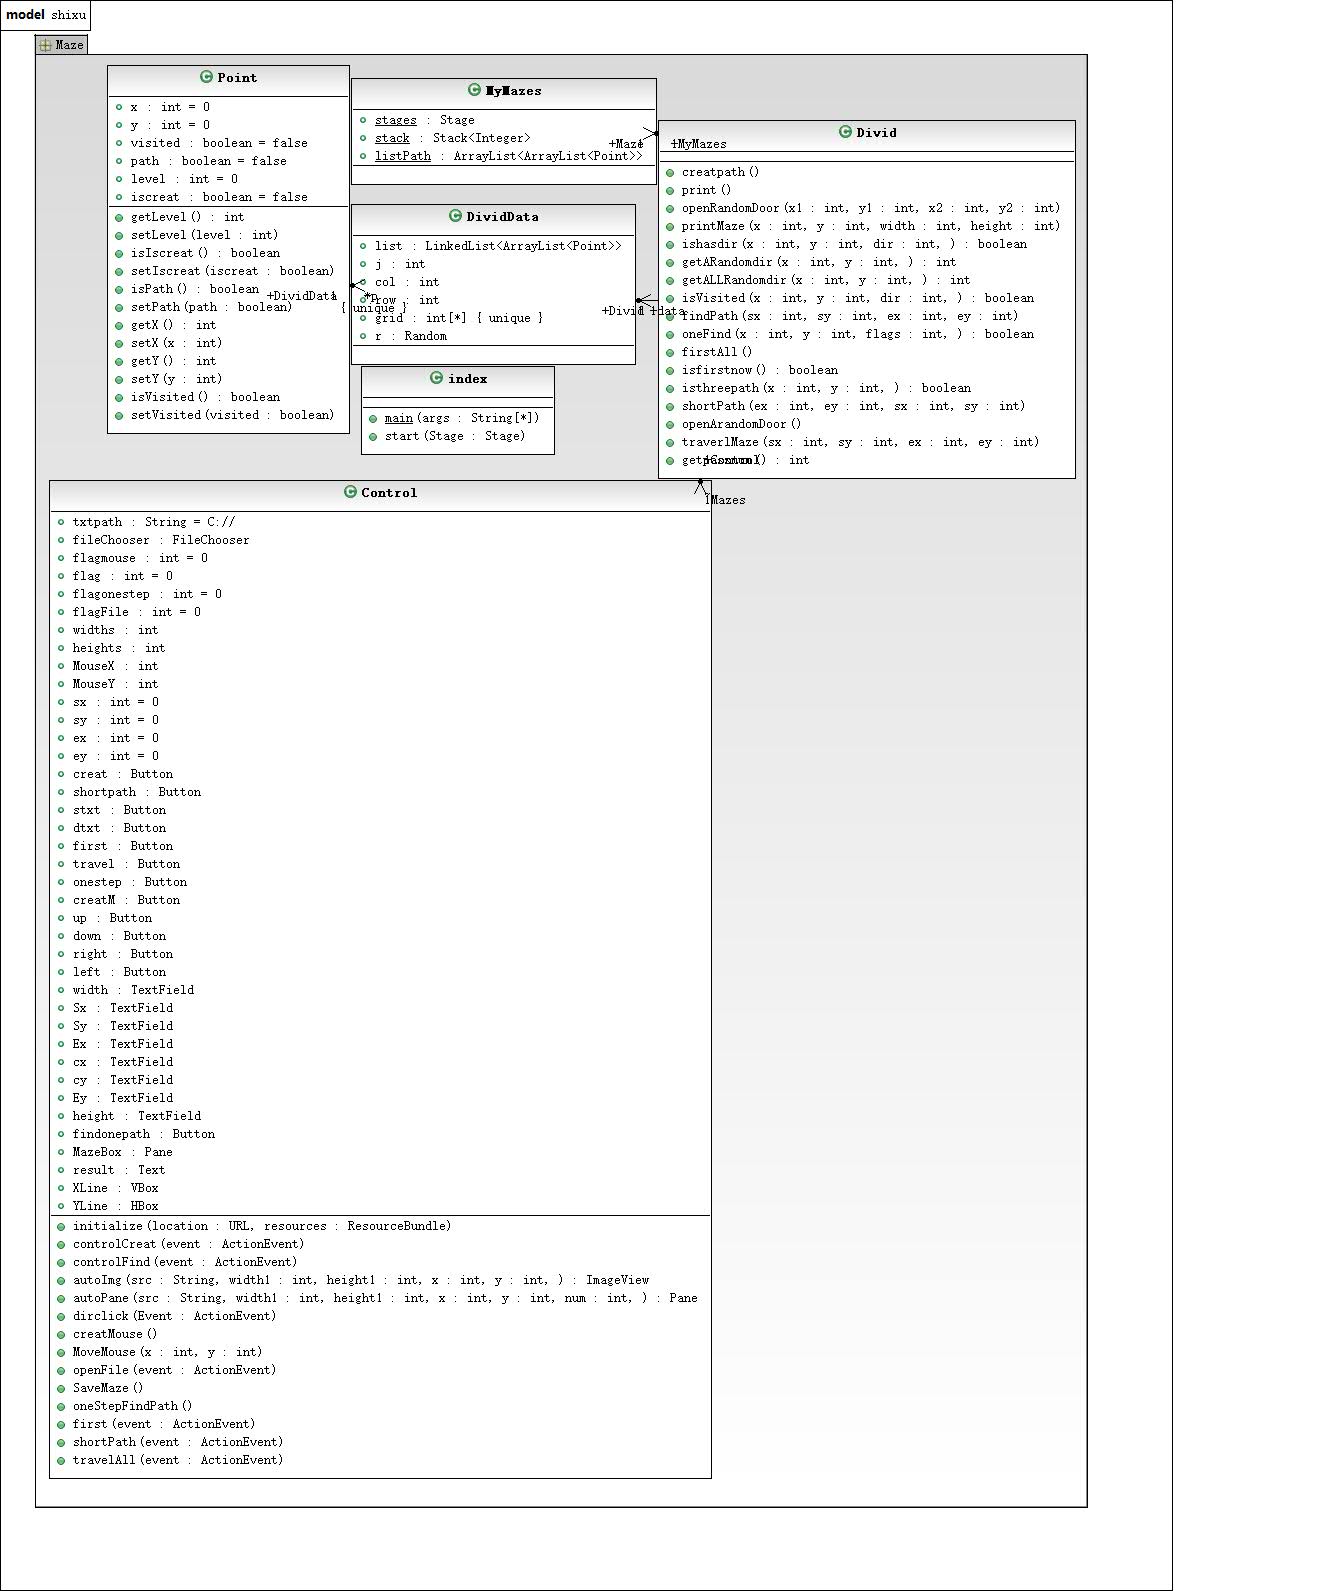 model shixu
Maze
Point
x : int = 0
y : int = 0
visited : boolean = false
path : boolean = false
level : int = 0
iscreat : boolean = false
getLevel() : int
setLevel(level : int)
isIscreat() : boolean
setIscreat(iscreat : boolean)
isPath() : boolean
setPath(path : boolean)
getX() : int
setX(x : int)
getY() : int
setY(y : int)
isVisited() : boolean
setVisited(visited : boolean)
+DividData
*p
{ unique }
MyMazes
stages : Stage
stack : Stack<Integer>
listPath : ArrayList<ArrayList<Point>>
+Maze
+MyMazes
DividData
list : LinkedList<ArrayList<Point>>
j : int
col : int
row : int
grid : int[*] { unique }
r : Random
+Divid
+data
index
main(args : String[*])
start(Stage : Stage)
Divid
creatpath()
print()
openRandomDoor(x1 : int, y1 : int, x2 : int, y2 : int)
printMaze(x : int, y : int, width : int, height : int)
ishasdir(x : int, y : int, dir : int, ) : boolean
getARandomdir(x : int, y : int, ) : int
getALLRandomdir(x : int, y : int, ) : int
isVisited(x : int, y : int, dir : int, ) : boolean
findPath(sx : int, sy : int, ex : int, ey : int)
oneFind(x : int, y : int, flags : int, ) : boolean
firstAll()
isfirstnow() : boolean
isthreepath(x : int, y : int, ) : boolean
shortPath(ex : int, ey : int, sx : int, sy : int)
openArandomDoor()
traverlMaze(sx : int, sy : int, ex : int, ey : int)
getpassnum() : int
+Control
Mazes
Control
txtpath : String = C://
fileChooser : FileChooser
flagmouse : int = 0
flag : int = 0
flagonestep : int = 0
flagFile : int = 0
widths : int
heights : int
MouseX : int
MouseY : int
sx : int = 0
sy : int = 0
ex : int = 0
ey : int = 0
creat : Button
shortpath : Button
stxt : Button
dtxt : Button
first : Button
travel : Button
onestep : Button
creatM : Button
up : Button
down : Button
right : Button
left : Button
width : TextField
Sx : TextField
Sy : TextField
Ex : TextField
cx : TextField
cy : TextField
Ey : TextField
height : TextField
findonepath : Button
MazeBox : Pane
result : Text
XLine : VBox
YLine : HBox
initialize(location : URL, resources : ResourceBundle)
controlCreat(event : ActionEvent)
controlFind(event : ActionEvent)
autoImg(src : String, width1 : int, height1 : int, x : int, y : int, ) : ImageView
autoPane(src : String, width1 : int, height1 : int, x : int, y : int, num : int, ) : Pane
dirclick(Event : ActionEvent)
creatMouse()
MoveMouse(x : int, y : int)
openFile(event : ActionEvent)
SaveMaze()
oneStepFindPath()
first(event : ActionEvent)
shortPath(event : ActionEvent)
travelAll(event : ActionEvent)